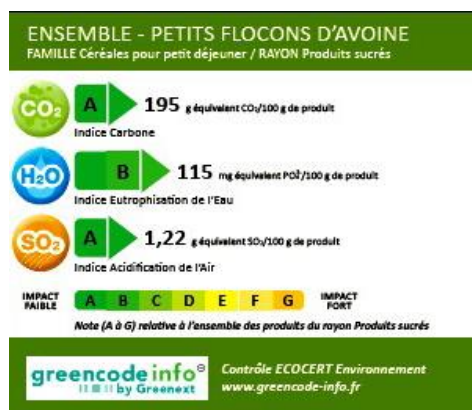 ENSEMBLE - PETITS FLOCONS D'AVOINE
FAMILLE Céréales pour petit déjeuner / RAYON Produits sucrés
CO₂ A 195 g équivalent CO₂/100 g de produit
Indice Carbone
H₂O B 115 mg équivalent PO₄³⁻/100 g de produit
Indice Eutrophisation de l'Eau
SO₂ A 1,22 g équivalent SO₂/100 g de produit
Indice Acidification de l'Air
IMPACT FAIBLE A B C D E F G IMPACT FORT
Note (A à G) relative à l'ensemble des produits du rayon Produits sucrés
greencode info
by Greenext
Contrôle ECOCERT Environnement
www.greencode-info.fr